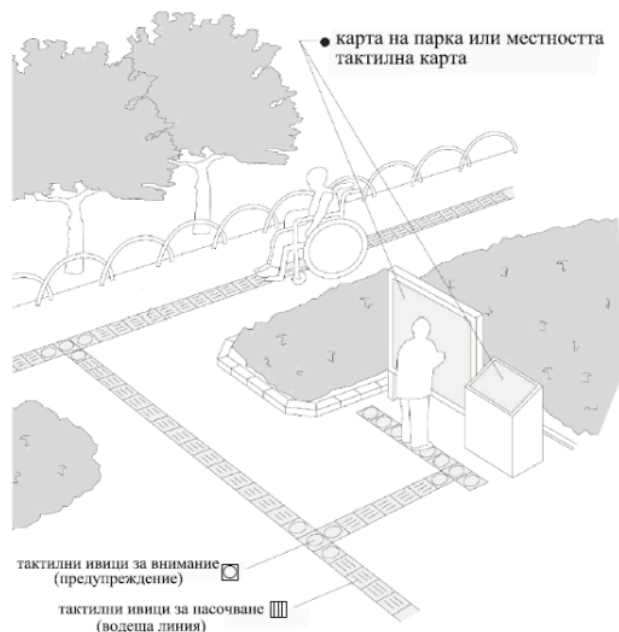 карта на парка или местността
тактилна карта
тактилни ивици за внимание
(предупреждение)
тактилни ивици за насочване
(водеща линия)